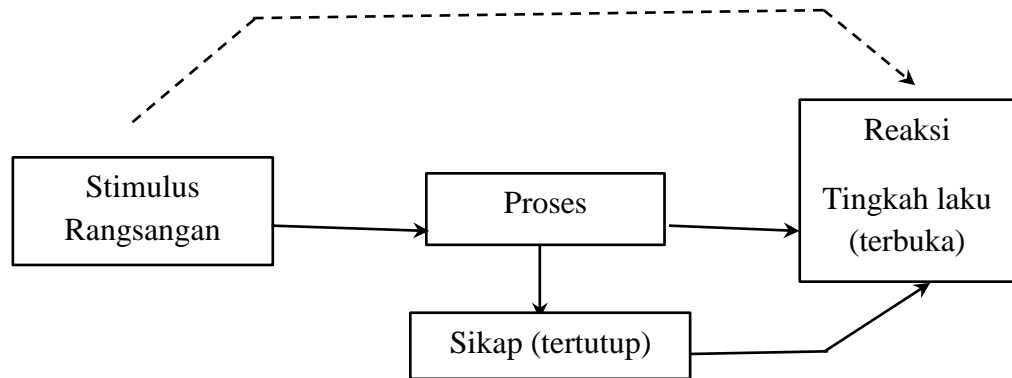 Stimulus
Rangsangan
Proses
Sikap (tertutup)
Reaksi
Tingkah laku
(terbuka)